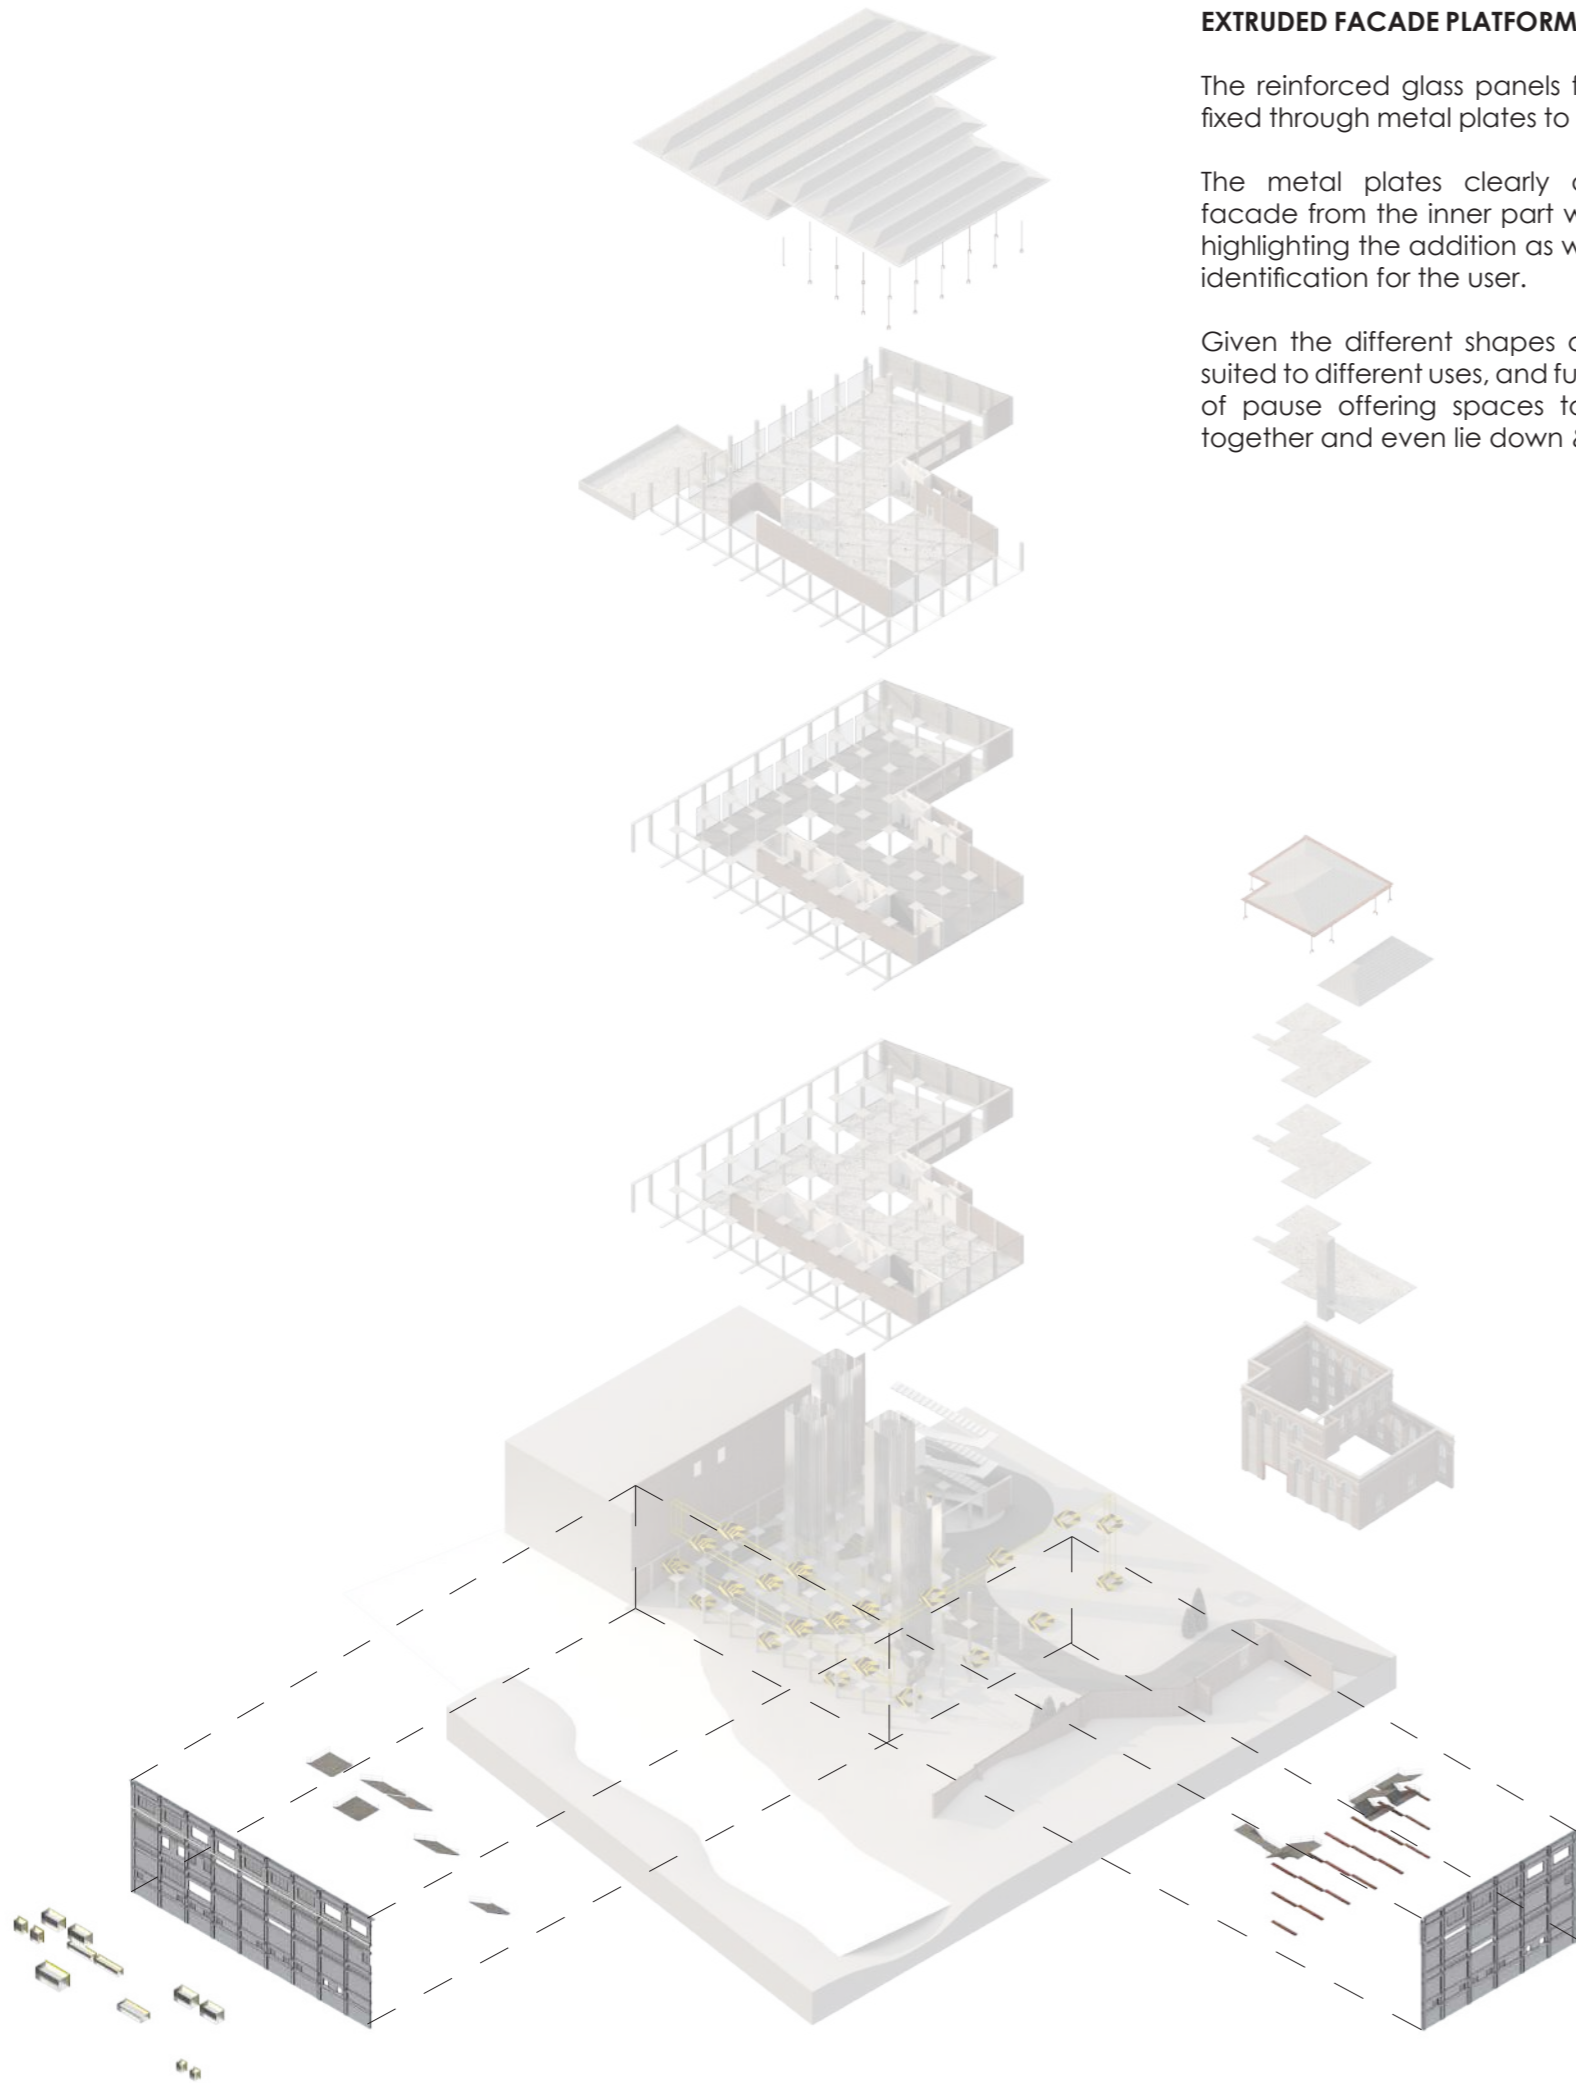 EXTRUDED FACADE PLATFORM
The reinforced glass panels
fixed through metal plates to
The metal plates clearly
facade from the inner part
highlighting the addition as
identification for the user.
Given the different shapes
suited to different uses, and
of pause offering spaces
together and even lie down